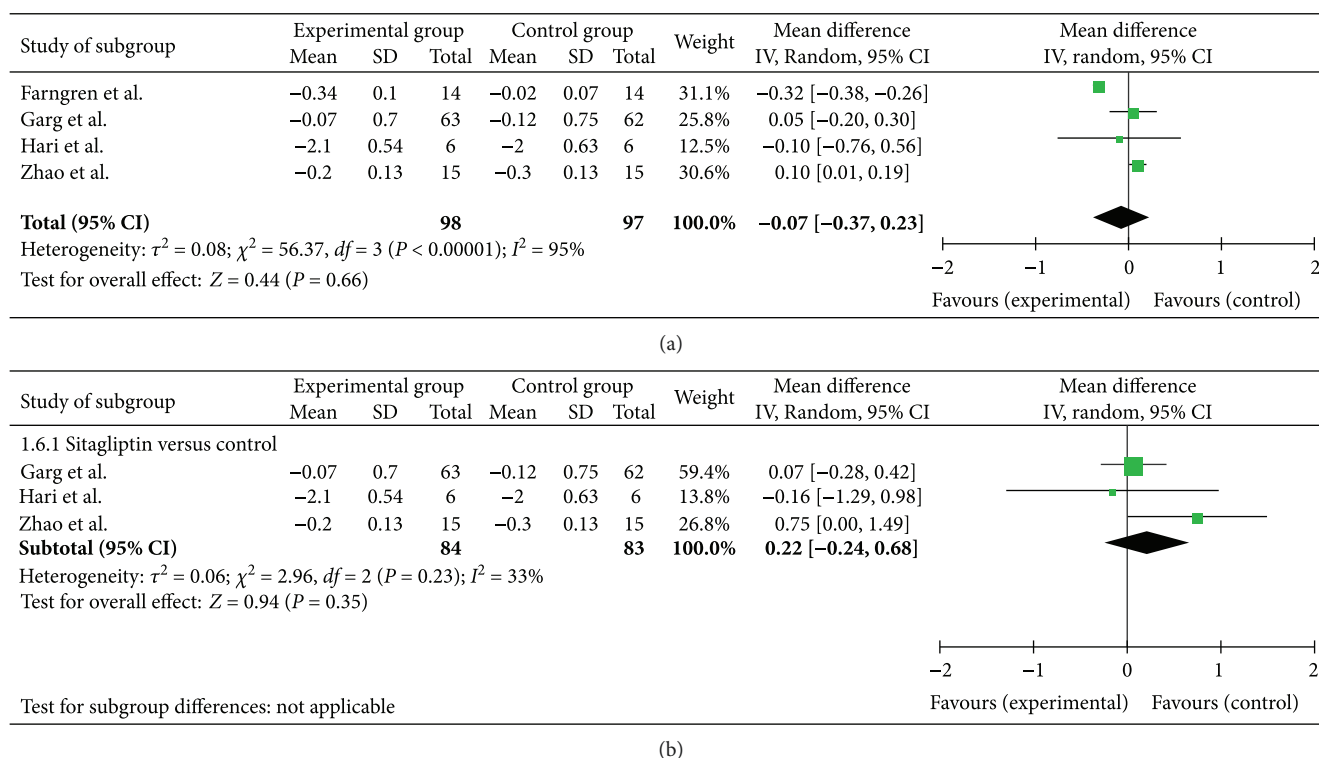 Study of subgroup Experimental group Control group Weight Mean difference Mean difference
Mean SD Total Mean SD Total IV, Random, 95% CI IV, random, 95% CI
Farngren et al. −0.34 0.1 14 −0.02 0.07 14 31.1% −0.32 [−0.38, −0.26]
Garg et al. −0.07 0.7 63 −0.12 0.75 62 25.8% 0.05 [−0.20, 0.30]
Hari et al. −2.1 0.54 6 −2 0.63 6 12.5% −0.10 [−0.76, 0.56]
Zhao et al. −0.2 0.13 15 −0.3 0.13 15 30.6% 0.10 [0.01, 0.19]
Total (95% CI) 98 97 100.0% −0.07 [−0.37, 0.23]
Heterogeneity: τ² = 0.08; χ² = 56.37, df = 3 (P < 0.00001); I² = 95%
Test for overall effect: Z = 0.44 (P = 0.66)
−2 −1 0 1 2
Favours (experimental) Favours (control)
(a)
Study of subgroup Experimental group Control group Weight Mean difference Mean difference
Mean SD Total Mean SD Total IV, Random, 95% CI IV, random, 95% CI
1.6.1 Sitagliptin versus control
Garg et al. −0.07 0.7 63 −0.12 0.75 62 59.4% 0.07 [−0.28, 0.42]
Hari et al. −2.1 0.54 6 −2 0.63 6 13.8% −0.16 [−1.29, 0.98]
Zhao et al. −0.2 0.13 15 −0.3 0.13 15 26.8% 0.75 [0.00, 1.49]
Subtotal (95% CI) 84 83 100.0% 0.22 [−0.24, 0.68]
Heterogeneity: τ² = 0.06; χ² = 2.96, df = 2 (P = 0.23); I² = 33%
Test for overall effect: Z = 0.94 (P = 0.35)
−2 −1 0 1 2
Favours (experimental) Favours (control)
Test for subgroup differences: not applicable
(b)